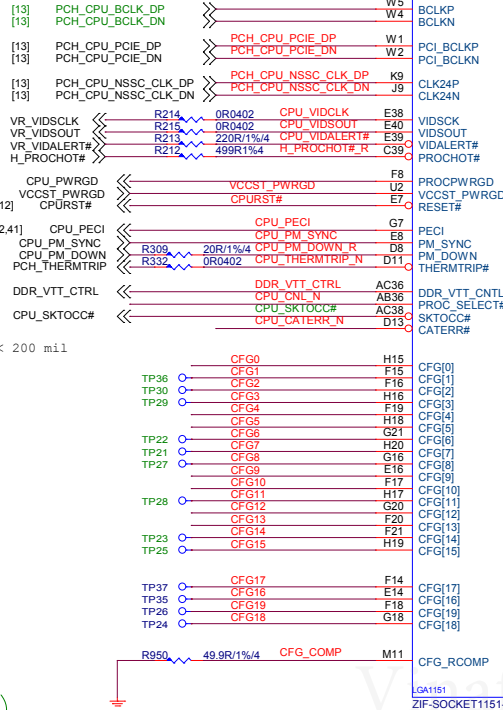 [13] PCH_CPU_BCLK_DP W5 BCLKP
[13] PCH_CPU_BCLK_DN W4 BCLKN
[13] PCH_CPU_PCIE_DP PCH_CPU_PCIE_DP W1 PCI_BCLKP
[13] PCH_CPU_PCIE_DN PCH_CPU_PCIE_DN W2 PCI_BCLKN
[13] PCH_CPU_NSSC_CLK_DP PCH_CPU_NSSC_CLK_DP K9 CLK24P
[13] PCH_CPU_NSSC_CLK_DN PCH_CPU_NSSC_CLK_DN J9 CLK24N
VR_VIDSCLK R214 0R0402 CPU_VIDCLK E38 VIDSCK
VR_VIDSOUT R215 0R0402 CPU_VIDSOUT E40 VIDSOUT
VR_VIDALERT# R213 220R/1%/4 CPU_VIDALERT# E39 VIDALERT#
H_PROCHOT# R212 499R1%4 H_PROCHOT#_R C39 PROCHOT#
CPU_PWRGD F8 PROCPWRGD
VCCST_PWRGD VCCST_PWRGD U2 VCCST_PWRGD
12] CPURST# CPURST# E7 RESET#
2,41] CPU_PECI CPU_PECI G7 PECI
CPU_PM_SYNC CPU_PM_SYNC E8 PM_SYNC
CPU_PM_DOWN R309 20R/1%/4 CPU_PM_DOWN_R D8 PM_DOWN
PCH_THERMTRIP R332 0R0402 CPU_THERMTRIP_N D11 THERMTRIP#
DDR_VTT_CTRL DDR_VTT_CTRL AC36 DDR_VTT_CNTL
CPU_CNL_N AB36 PROC_SELECT#
CPU_SKTOCC# CPU_SKTOCC# AC38 SKTOCC#
CPU_CATERR_N D13 CATERR#
< 200 mil
CFG0 H15 CFG[0]
TP36 CFG1 F15 CFG[1]
TP30 CFG2 F16 CFG[2]
TP29 CFG3 H16 CFG[3]
CFG4 F19 CFG[4]
CFG5 H18 CFG[5]
TP22 CFG6 G21 CFG[6]
TP21 CFG7 H20 CFG[7]
TP27 CFG8 G16 CFG[8]
CFG9 E16 CFG[9]
CFG10 F17 CFG[10]
TP28 CFG11 H17 CFG[11]
CFG12 G20 CFG[12]
CFG13 F20 CFG[13]
TP23 CFG14 F21 CFG[14]
TP25 CFG15 H19 CFG[15]
TP37 CFG17 F14 CFG[17]
TP35 CFG16 E14 CFG[16]
TP26 CFG19 F18 CFG[19]
TP24 CFG18 G18 CFG[18]
R950 49.9R/1%/4 CFG_COMP M11 CFG_RCOMP
LGA1151
ZIF-SOCKET1151-